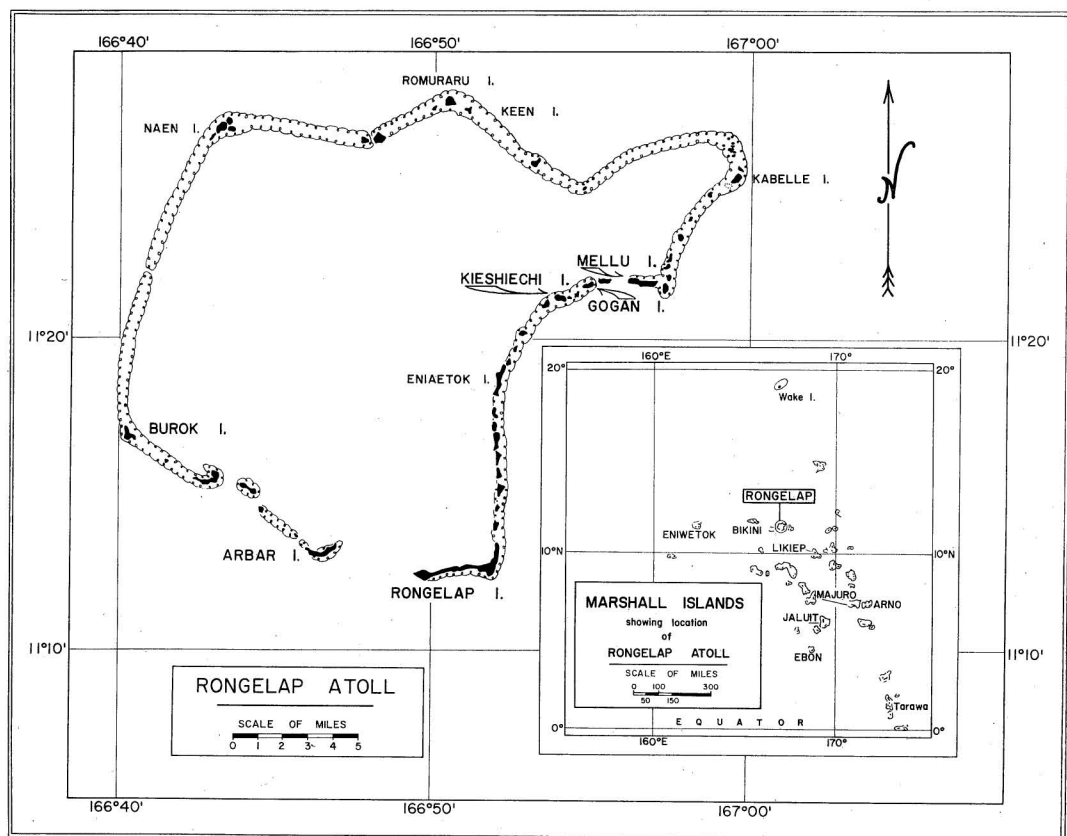 166°40'
166°50'
167°00'
ROMURARU I.
KEEN I.
NAEN I.
KABELLE I.
N
MELLU I.
KIESHIECHI I.
GOGAN I.
11°20'
11°20'
ENIAETOK I.
BUROK I.
ARBAR I.
RONGELAP I.
11°10'
11°10'
RONGELAP ATOLL
SCALE OF MILES
0 1 2 3 4 5
166°40'
166°50'
167°00'
160°E
170°
20°
20°
Wake I.
RONGELAP
ENIWETOK
BIKINI
LIKIEP
10°N
10°
MAJURO
ARNO
JALUIT
EBON
Tarawa
MARSHALL ISLANDS
showing location
of
RONGELAP ATOLL
SCALE OF MILES
0 100 300
50 150
EQUATOR
0°
0°
160°E
170°